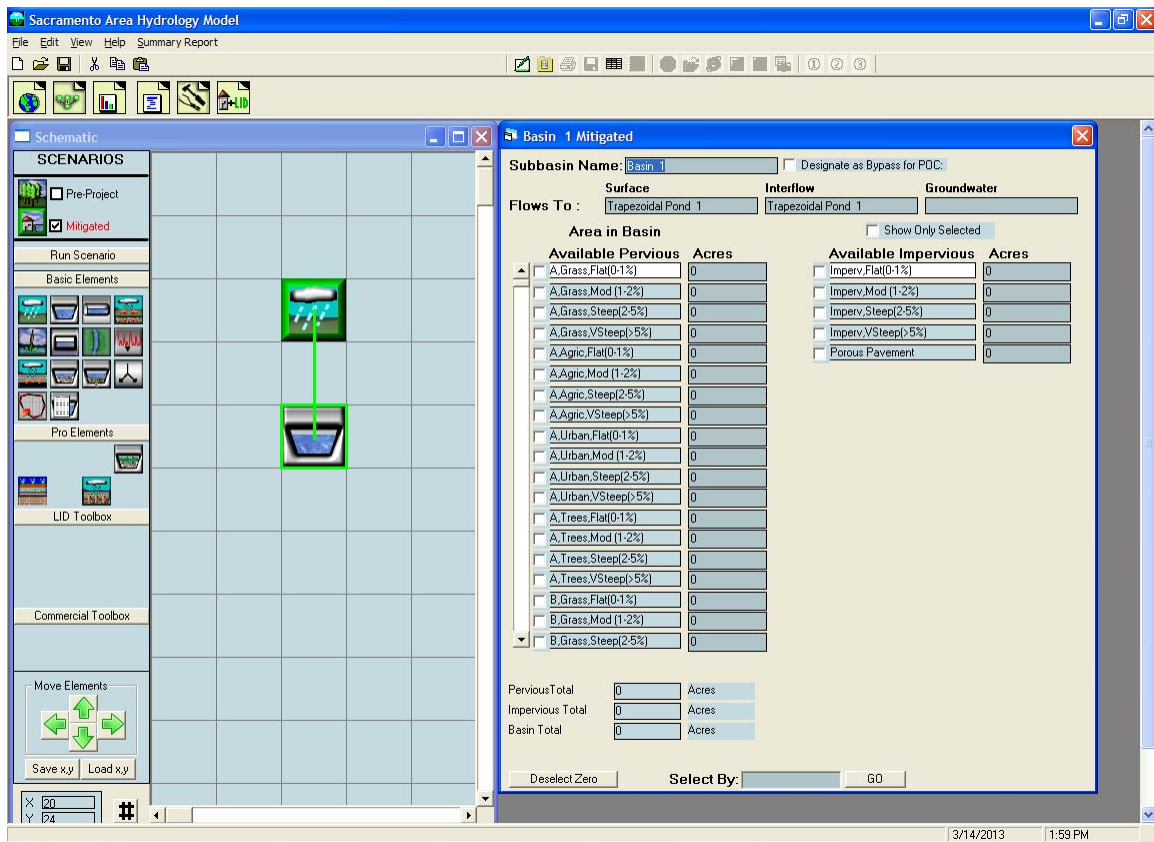 Sacramento Area Hydrology Model
File Edit View Help Summary Report
+LID
Schematic
SCENARIOS
Pre-Project
Mitigated
Run Scenario
Basic Elements
Pro Elements
LID Toolbox
Commercial Toolbox
Move Elements
Save x,y Load x,y
X 20
Y 24
#
Basin 1 Mitigated
Subbasin Name: Basin 1 Designate as Bypass for POC:
Surface Interflow Groundwater
Flows To : Trapezoidal Pond 1 Trapezoidal Pond 1
Area in Basin Show Only Selected
Available Pervious Acres Available Impervious Acres
A,Grass,Flat(0-1%) 0 Imperv,Flat(0-1%) 0
A,Grass,Mod (1-2%) 0 Imperv,Mod (1-2%) 0
A,Grass,Steep(2-5%) 0 Imperv,Steep(2-5%) 0
A,Grass,VSteep(>5%) 0 Imperv,VSteep(>5%) 0
A,Agric,Flat(0-1%) 0 Porous Pavement 0
A,Agric,Mod (1-2%) 0
A,Agric,Steep(2-5%) 0
A,Agric,VSteep(>5%) 0
A,Urban,Flat(0-1%) 0
A,Urban,Mod (1-2%) 0
A,Urban,Steep(2-5%) 0
A,Urban,VSteep(>5%) 0
A,Trees,Flat(0-1%) 0
A,Trees,Mod (1-2%) 0
A,Trees,Steep(2-5%) 0
A,Trees,VSteep(>5%) 0
B,Grass,Flat(0-1%) 0
B,Grass,Mod (1-2%) 0
B,Grass,Steep(2-5%) 0
PerviousTotal 0 Acres
Impervious Total 0 Acres
Basin Total 0 Acres
Deselect Zero Select By: GO
3/14/2013 1:59 PM